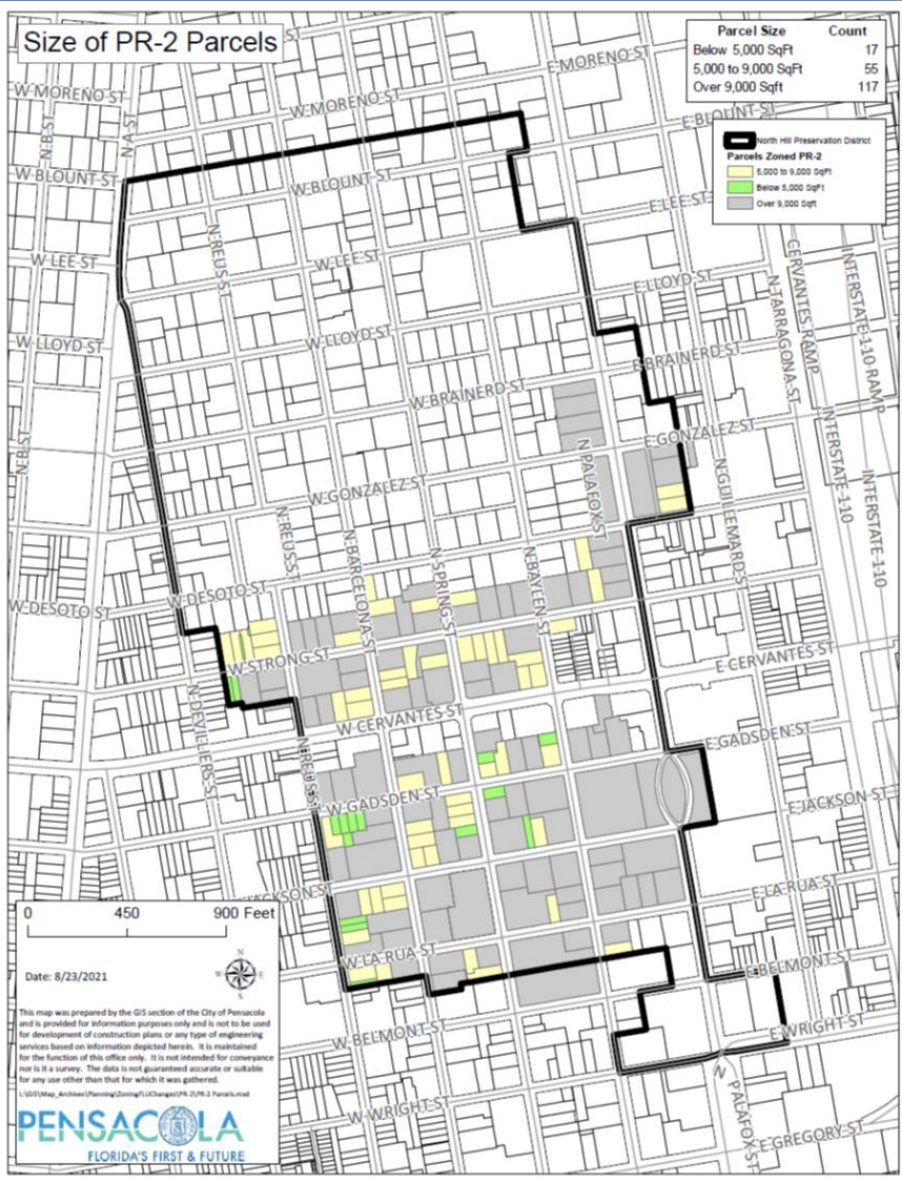 Size of PR-2 Parcels
Parcel Size Count
Below 5,000 SqFt 17
5,000 to 9,000 SqFt 55
Over 9,000 Sqft 117
North Hill Preservation District
Parcels Zoned PR-2
5,000 to 9,000 SqFt
Below 5,000 SqFt
Over 9,000 Sqft
ST
E MORENO ST
W MORENO ST
W MORENO ST
E BLOUNT ST
N B ST
N A ST
W BLOUNT ST
W BLOUNT ST
E LEE ST
N REUS ST
W LEE ST
W LEE ST
CERVANTES RAMP
INTERSTATE 110 RAMP
E LLOYD ST
N TARRAGONA ST
W LLOYD ST
W LLOYD ST
E BRAINERD ST
W BRAINERD ST
N B ST
E GONZALEZ ST
N PALAFOX ST
INTERSTATE 110
INTERSTATE 110
N GUILLEMARD ST
W GONZALEZ ST
N REUS ST
N BARCELONA ST
N SPRING ST
N BAYLEN ST
W DESOTO ST
W DESOTO ST
W STRONG ST
E CERVANTES ST
N DEVILLIERS ST
W CERVANTES ST
N REUS ST
E GADSDEN ST
W GADSDEN ST
E JACKSON ST
JACKSON ST
E LA RUA ST
W LA RUA ST
E BELMONT ST
W BELMONT ST
E WRIGHT ST
W WRIGHT ST
N PALAFOX ST
E GREGORY ST
0 450 900 Feet
N
W E
S
Date: 8/23/2021
This map was prepared by the GIS section of the City of Pensacola
and is provided for information purposes only and is not to be used
for development of construction plans or any type of engineering
services based on information depicted herein. It is maintained
for the function of this office only. It is not intended for conveyance
nor is it a survey. The data is not guaranteed accurate or suitable
for any use other than that for which it was gathered.
PENSACOLA
FLORIDA'S FIRST & FUTURE